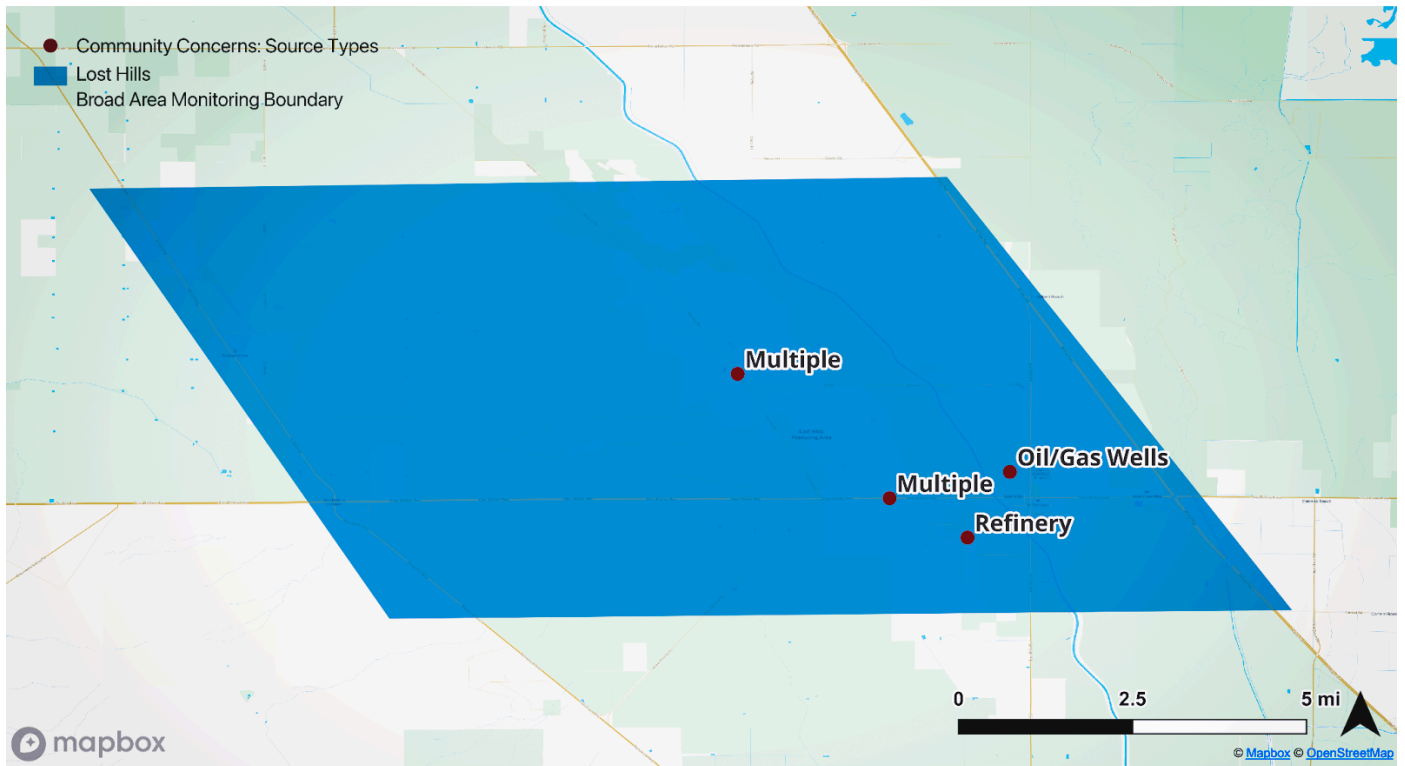 Community Concerns: Source Types
Lost Hills
Broad Area Monitoring Boundary
Multiple
Oil/Gas Wells
Multiple
Refinery
0 2.5 5 mi
mapbox
© Mapbox © OpenStreetMap